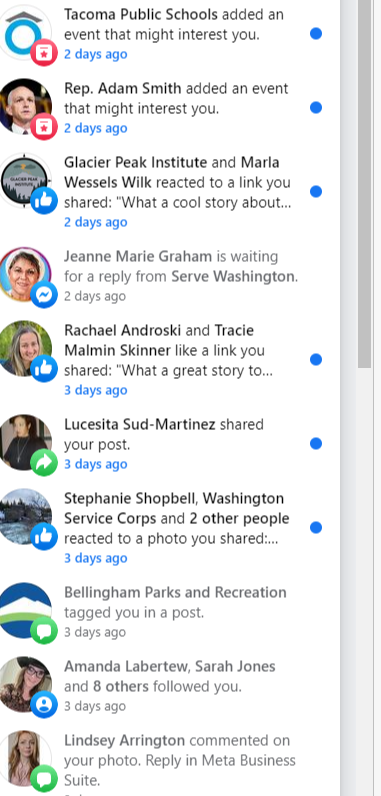 Tacoma Public Schools added an
event that might interest you.
2 days ago
Rep. Adam Smith added an event
that might interest you.
2 days ago
Glacier Peak Institute and Marla
Wessels Wilk reacted to a link you
shared: "What a cool story about...
2 days ago
Jeanne Marie Graham is waiting
for a reply from Serve Washington.
2 days ago
Rachael Androski and Tracie
Malmin Skinner like a link you
shared: "What a great story to...
3 days ago
Lucesita Sud-Martinez shared
your post.
3 days ago
Stephanie Shopbell, Washington
Service Corps and 2 other people
reacted to a photo you shared:...
3 days ago
Bellingham Parks and Recreation
tagged you in a post.
3 days ago
Amanda Labertew, Sarah Jones
and 8 others followed you.
3 days ago
Lindsey Arrington commented on
your photo. Reply in Meta Business
Suite.